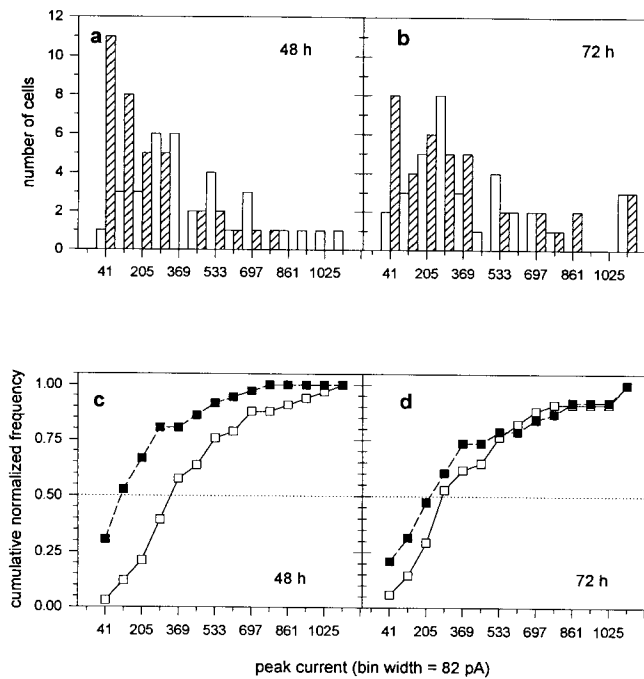 12
10
8
6
4
2
0
number of cells
a
48 h
b
72 h
41 205 369 533 697 861 1025
41 205 369 533 697 861 1025
1.00
0.75
0.50
0.25
0.00
cumulative normalized frequency
c
48 h
d
72 h
41 205 369 533 697 861 1025
41 205 369 533 697 861 1025
peak current (bin width = 82 pA)